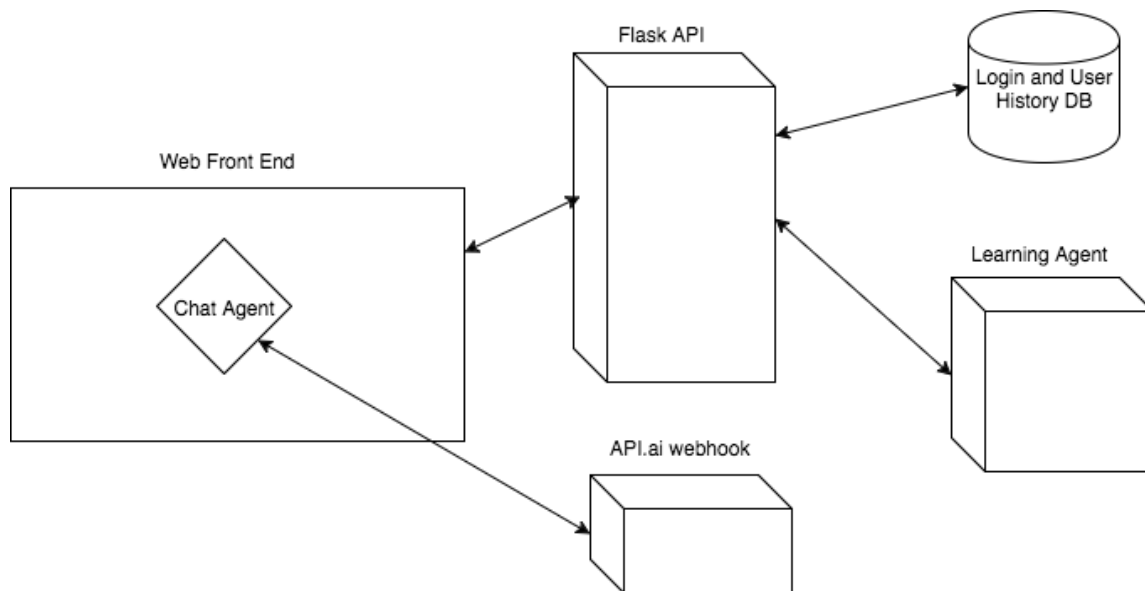 Flask API
Login and User
History DB
Web Front End
Chat Agent
Learning Agent
API.ai webhook